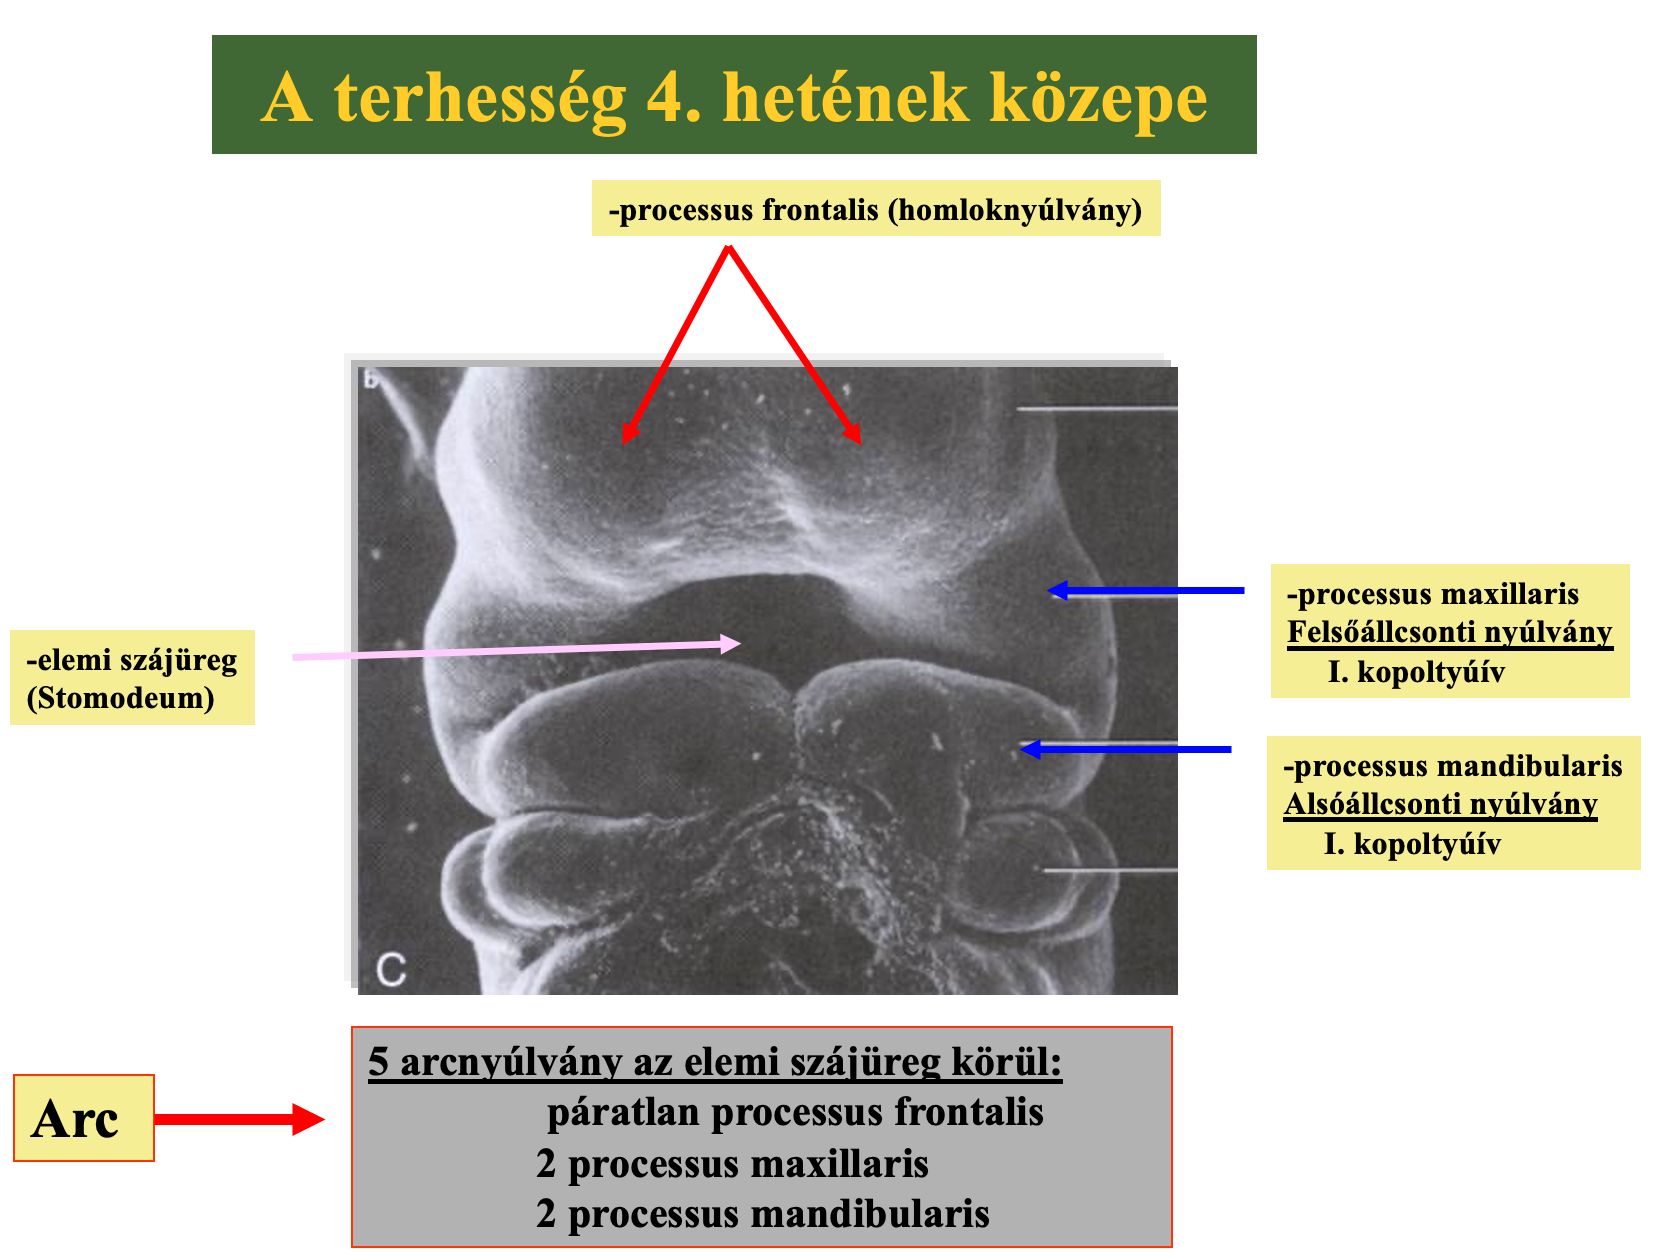 A terhesség 4. hetének közepe
-processus frontalis (homloknyúlvány)
b
-processus maxillaris
Felsőállcsonti nyúlvány
I. kopoltyúív
-elemi szájüreg
(Stomodeum)
-processus mandibularis
Alsóállcsonti nyúlvány
I. kopoltyúív
C
5 arcnyúlvány az elemi szájüreg körül:
páratlan processus frontalis
2 processus maxillaris
2 processus mandibularis
Arc